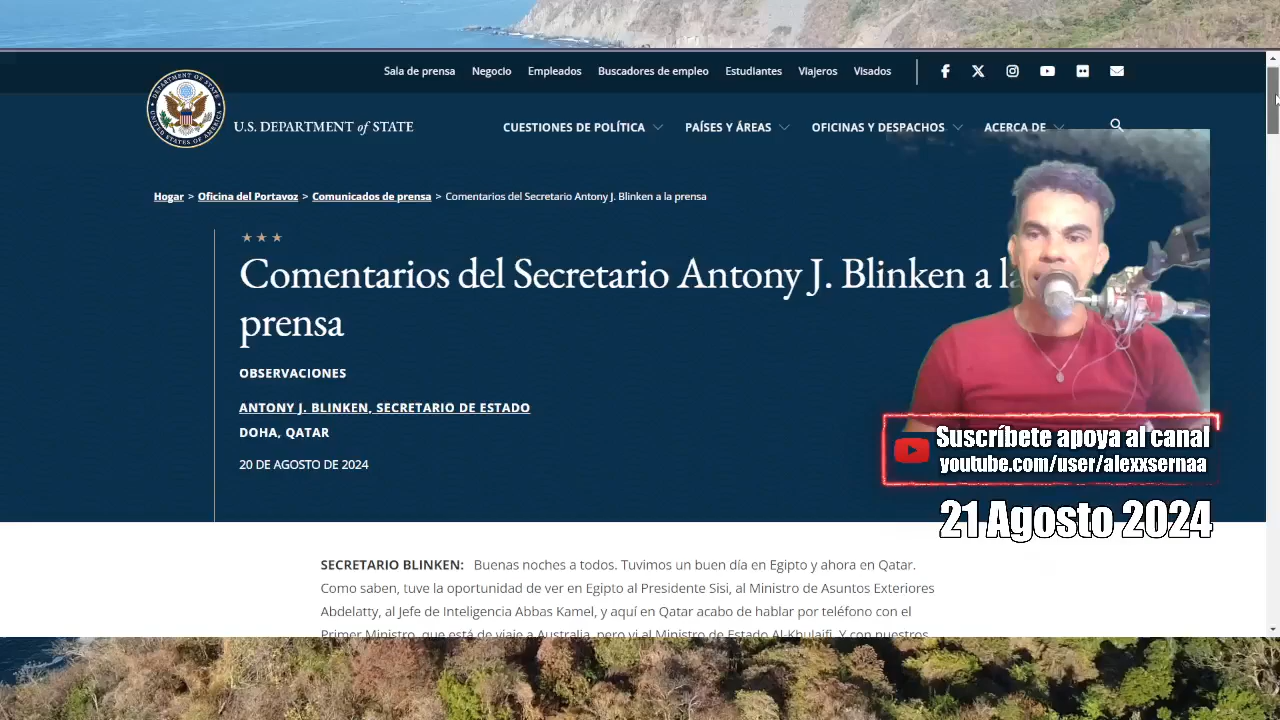 Sala de prensa Negocio Empleados Buscadores de empleo Estudiantes Viajeros Visados
U.S. DEPARTMENT of STATE
CUESTIONES DE POLÍTICA PAÍSES Y ÁREAS OFICINAS Y DESPACHOS ACERCA DE
Hogar > Oficina del Portavoz > Comunicados de prensa > Comentarios del Secretario Antony J. Blinken a la prensa
Comentarios del Secretario Antony J. Blinken a la
prensa
OBSERVACIONES
ANTONY J. BLINKEN, SECRETARIO DE ESTADO
DOHA, QATAR
20 DE AGOSTO DE 2024
Suscríbete apoya al canal
youtube.com/user/alexxsernaa
21 Agosto 2024
SECRETARIO BLINKEN: Buenas noches a todos. Tuvimos un buen día en Egipto y ahora en Qatar.
Como saben, tuve la oportunidad de ver en Egipto al Presidente Sisi, al Ministro de Asuntos Exteriores
Abdelatty, al Jefe de Inteligencia Abbas Kamel, y aquí en Qatar acabo de hablar por teléfono con el
Primer Ministro, que está de viaje a Australia, pero vi al Ministro de Estado Al-Khulaifi. Y con nuestros